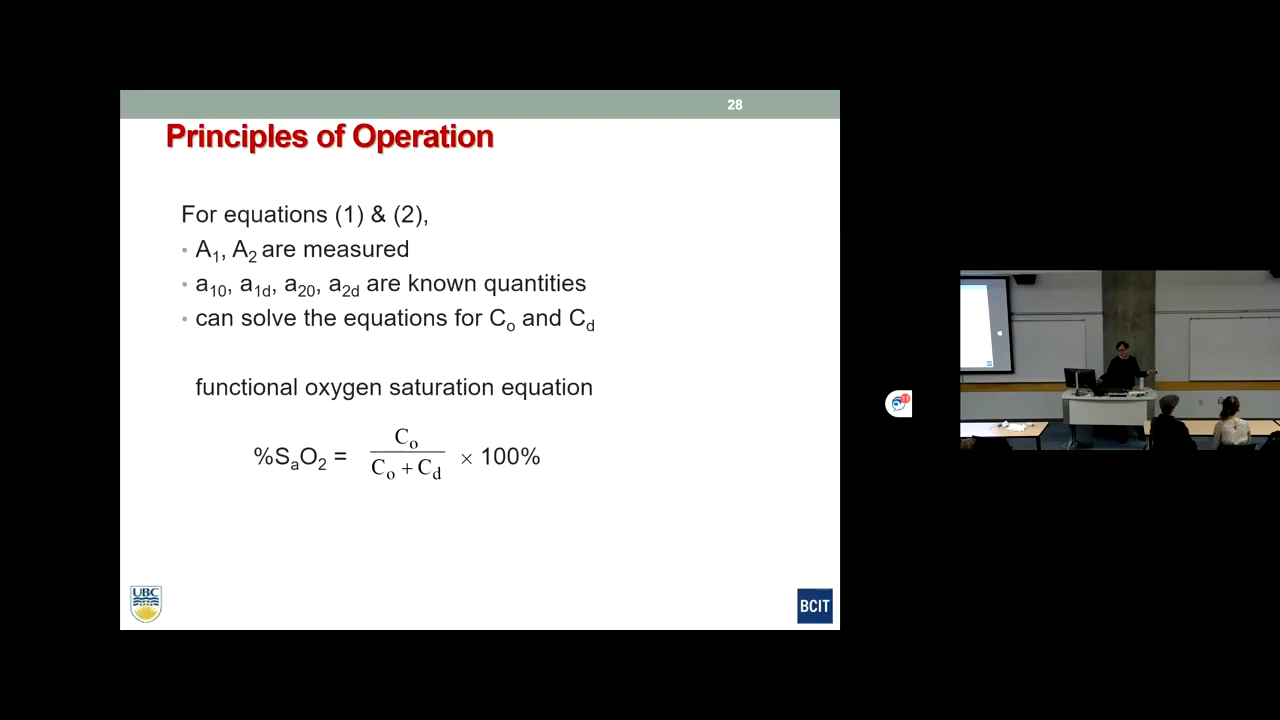 28
Principles of Operation
For equations (1) & (2),
• A₁, A₂ are measured
• a₁₀, a₁d, a₂₀, a₂d are known quantities
• can solve the equations for Cₒ and Cd
functional oxygen saturation equation
%SₐO₂ = Cₒ / (Cₒ + Cd) × 100%
UBC
BCIT